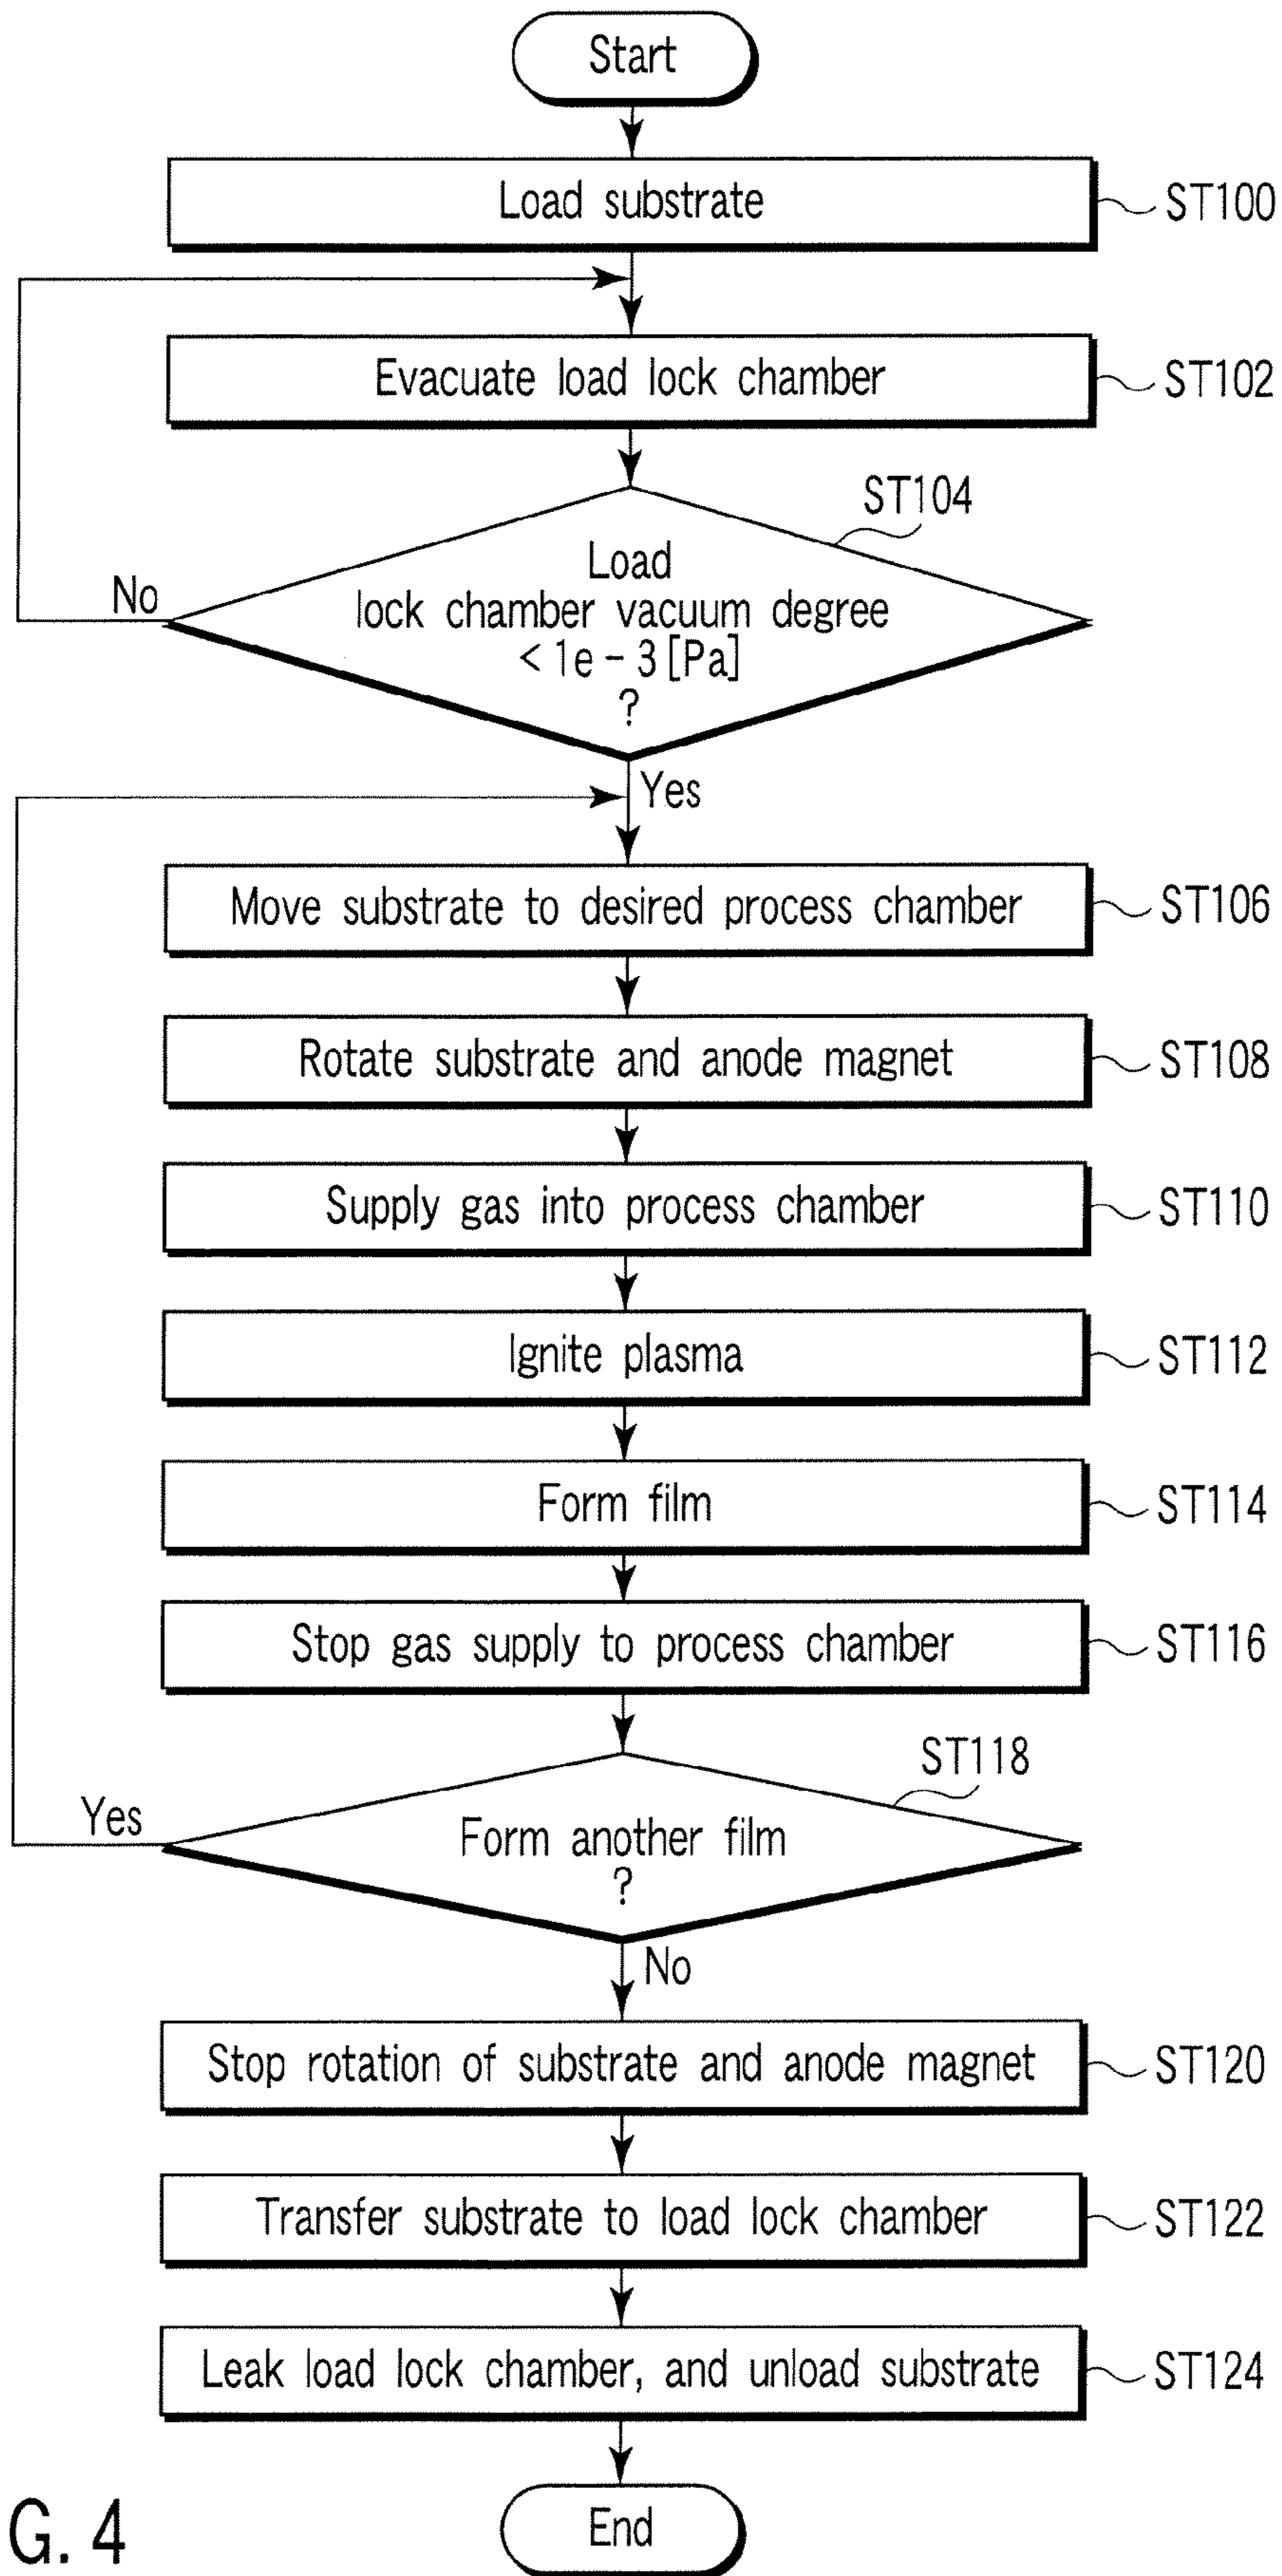 Start
Load substrate
ST100
Evacuate load lock chamber
ST102
ST104
Load
lock chamber vacuum degree
< 1e - 3 [Pa]
?
No
Yes
Move substrate to desired process chamber
ST106
Rotate substrate and anode magnet
ST108
Supply gas into process chamber
ST110
Ignite plasma
ST112
Form film
ST114
Stop gas supply to process chamber
ST116
ST118
Yes
Form another film
?
No
Stop rotation of substrate and anode magnet
ST120
Transfer substrate to load lock chamber
ST122
Leak load lock chamber, and unload substrate
ST124
End
G. 4